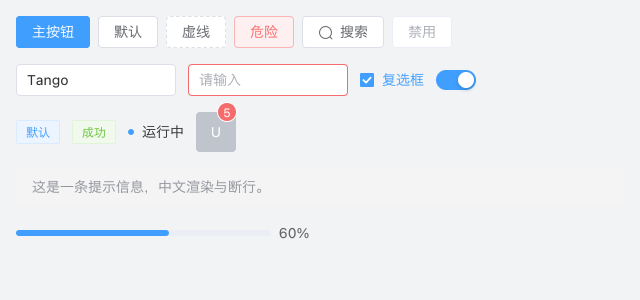 主按钮 默认 虚线 危险 搜索 禁用
Tango 请输入 复选框
默认 成功 运行中 U 5
这是一条提示信息，中文渲染与断行。
60%